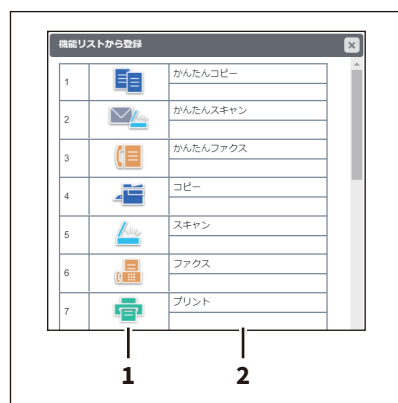 機能リストから登録
1 かんたんコピー
2 かんたんスキャン
3 かんたんファクス
4 コピー
5 スキャン
6 ファクス
7 プリント
1 2